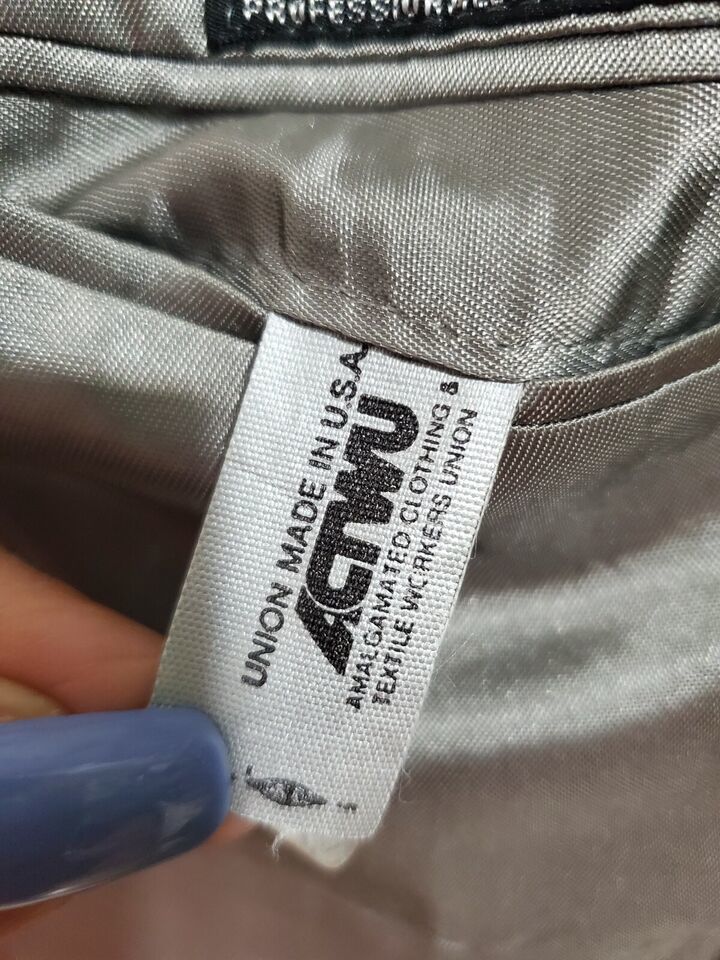 UNION MADE IN U.S.A.
ACTWU
AMALGAMATED CLOTHING &
TEXTILE WORKERS UNION